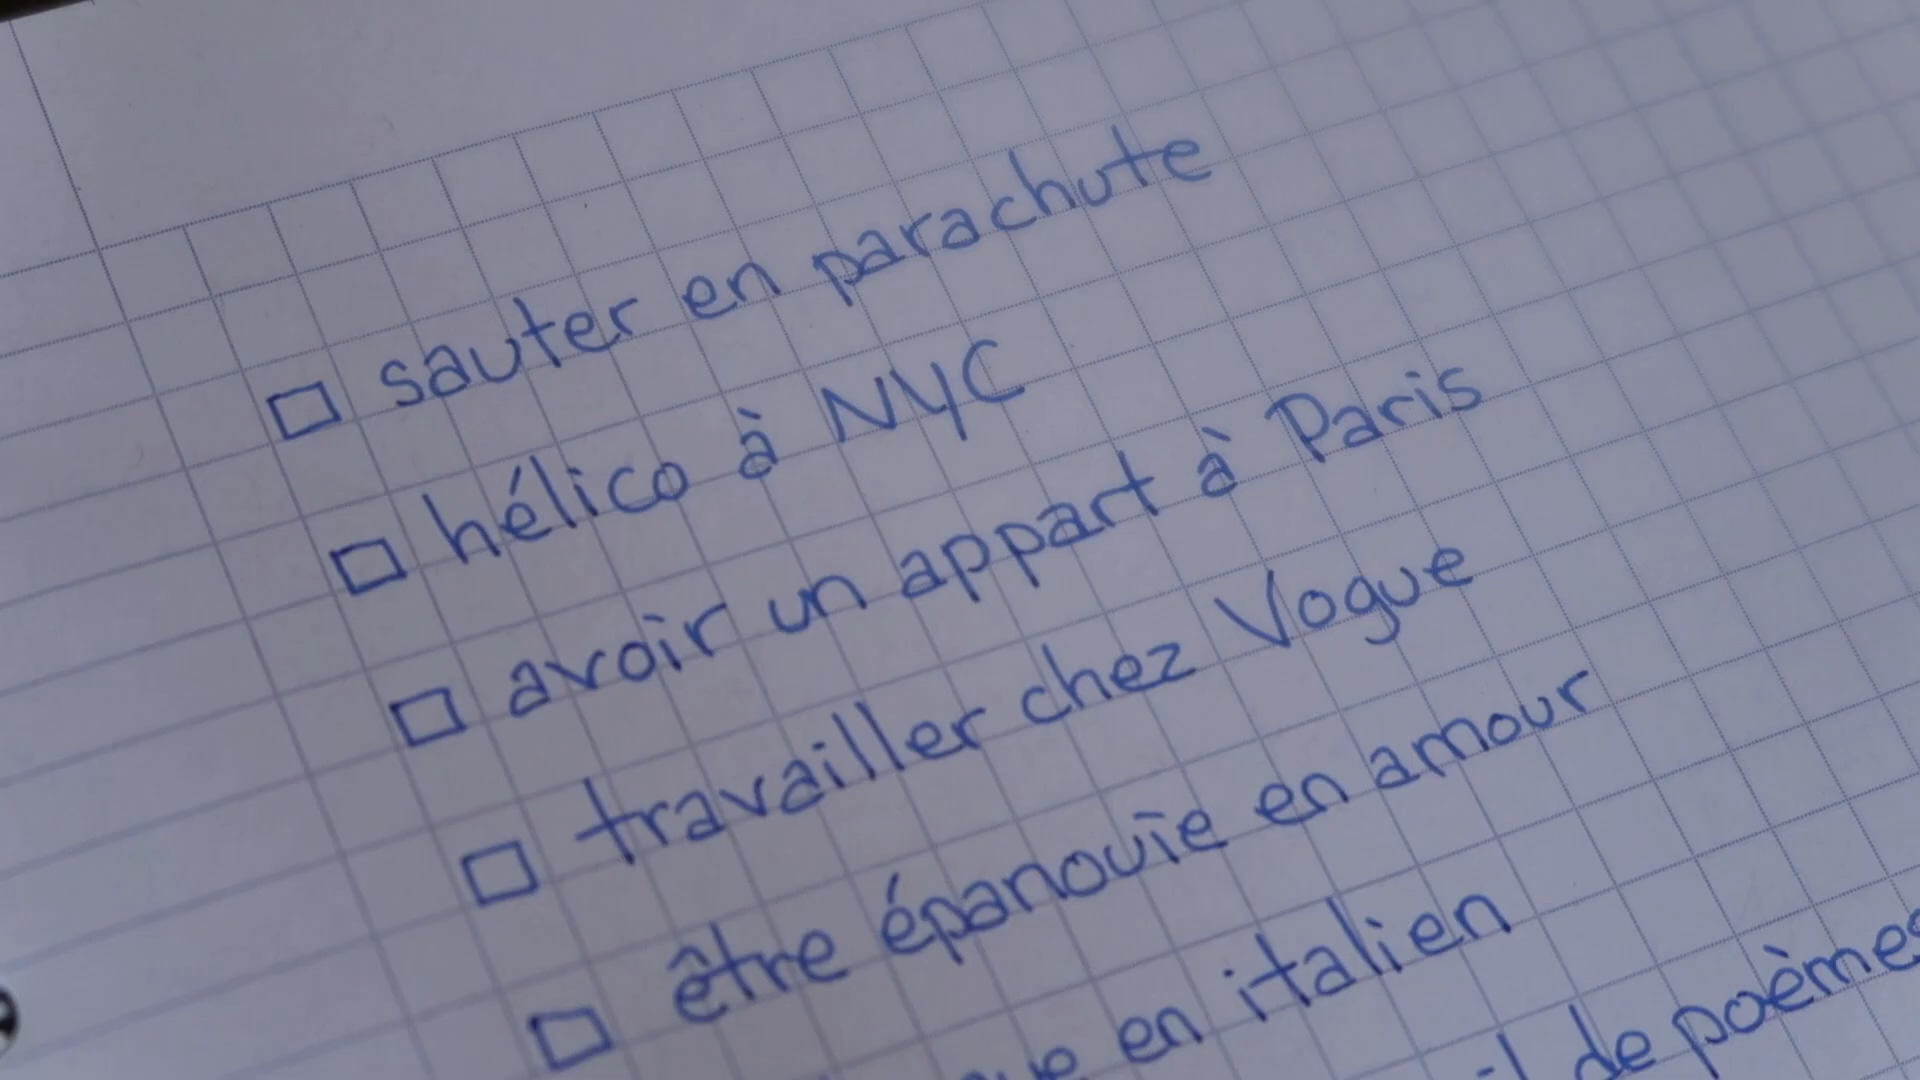 sauter en parachute
hélico à NYC
avoir un appart à Paris
travailler chez Vogue
être épanouïe en amour
en italien
de poèmes